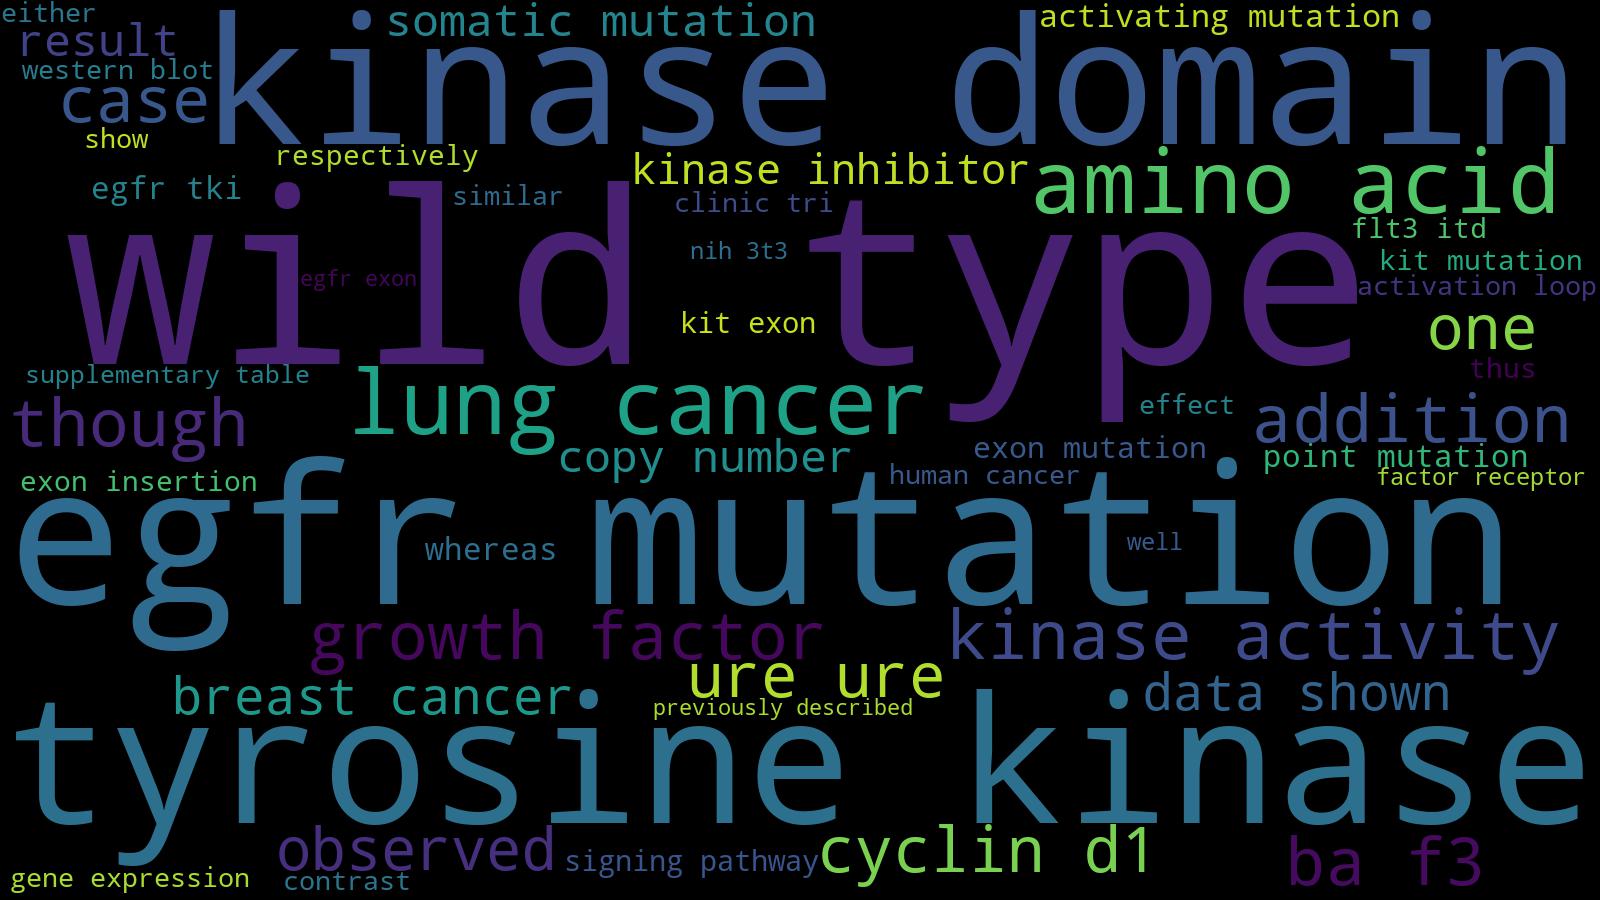 either
somatic mutation
activating mutation
result
kinase domain
western blot
case
show
respectively
kinase inhibitor
amino acid
egfr tki
similar
clinic tri
flt3 itd
wild type
nih 3t3
kit mutation
egfr exon
activation loop
kit exon
one
supplementary table
thus
lung cancer
though
effect
addition
copy number
exon mutation
point mutation
exon insertion
human cancer
factor receptor
egfr mutation
whereas
well
growth factor
kinase activity
ure ure
breast cancer
data shown
previously described
tyrosine kinase
observed
signing pathway
cyclin d1
ba f3
gene expression
contrast